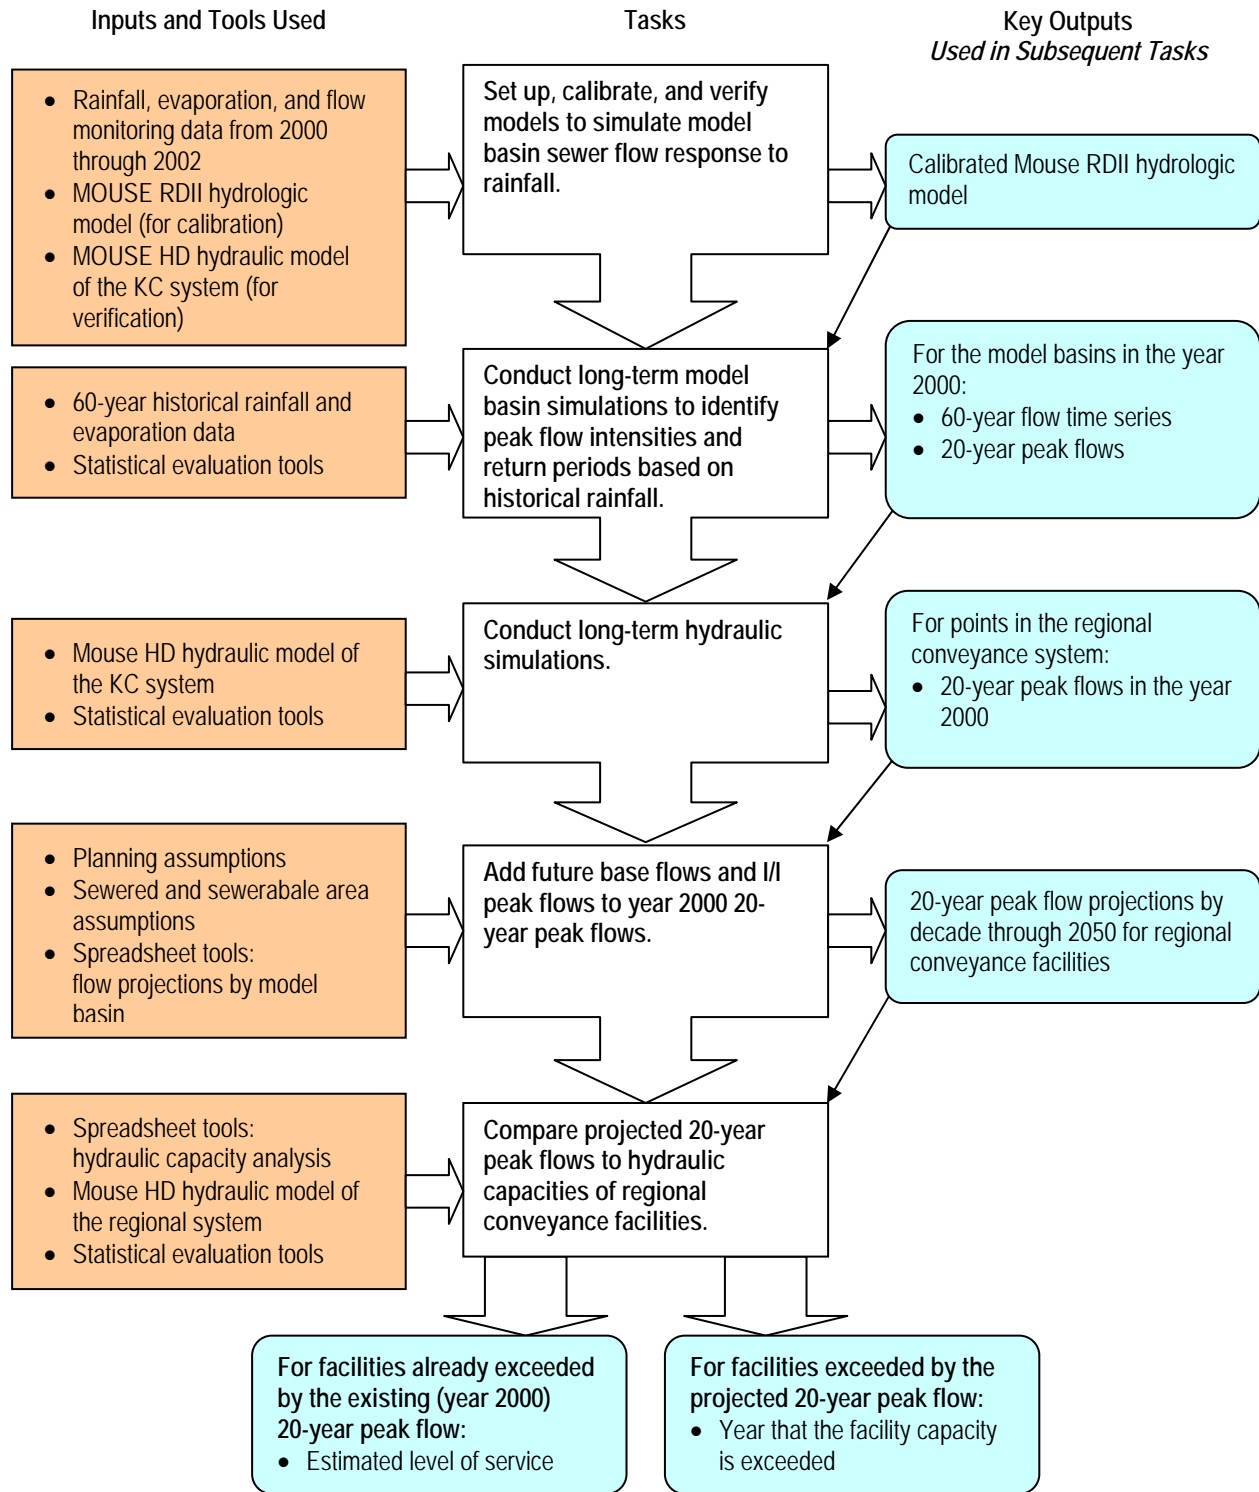 Inputs and Tools Used
Tasks
Key Outputs
Used in Subsequent Tasks
• Rainfall, evaporation, and flow
monitoring data from 2000
through 2002
• MOUSE RDII hydrologic
model (for calibration)
• MOUSE HD hydraulic model
of the KC system (for
verification)
Set up, calibrate, and verify
models to simulate model
basin sewer flow response to
rainfall.
Calibrated Mouse RDII hydrologic
model
• 60-year historical rainfall and
evaporation data
• Statistical evaluation tools
Conduct long-term model
basin simulations to identify
peak flow intensities and
return periods based on
historical rainfall.
For the model basins in the year
2000:
• 60-year flow time series
• 20-year peak flows
• Mouse HD hydraulic model of
the KC system
• Statistical evaluation tools
Conduct long-term hydraulic
simulations.
For points in the regional
conveyance system:
• 20-year peak flows in the year
2000
• Planning assumptions
• Sewered and sewerabale area
assumptions
• Spreadsheet tools:
flow projections by model
basin
Add future base flows and I/I
peak flows to year 2000 20-
year peak flows.
20-year peak flow projections by
decade through 2050 for regional
conveyance facilities
• Spreadsheet tools:
hydraulic capacity analysis
• Mouse HD hydraulic model of
the regional system
• Statistical evaluation tools
Compare projected 20-year
peak flows to hydraulic
capacities of regional
conveyance facilities.
For facilities already exceeded
by the existing (year 2000)
20-year peak flow:
• Estimated level of service
For facilities exceeded by the
projected 20-year peak flow:
• Year that the facility capacity
is exceeded